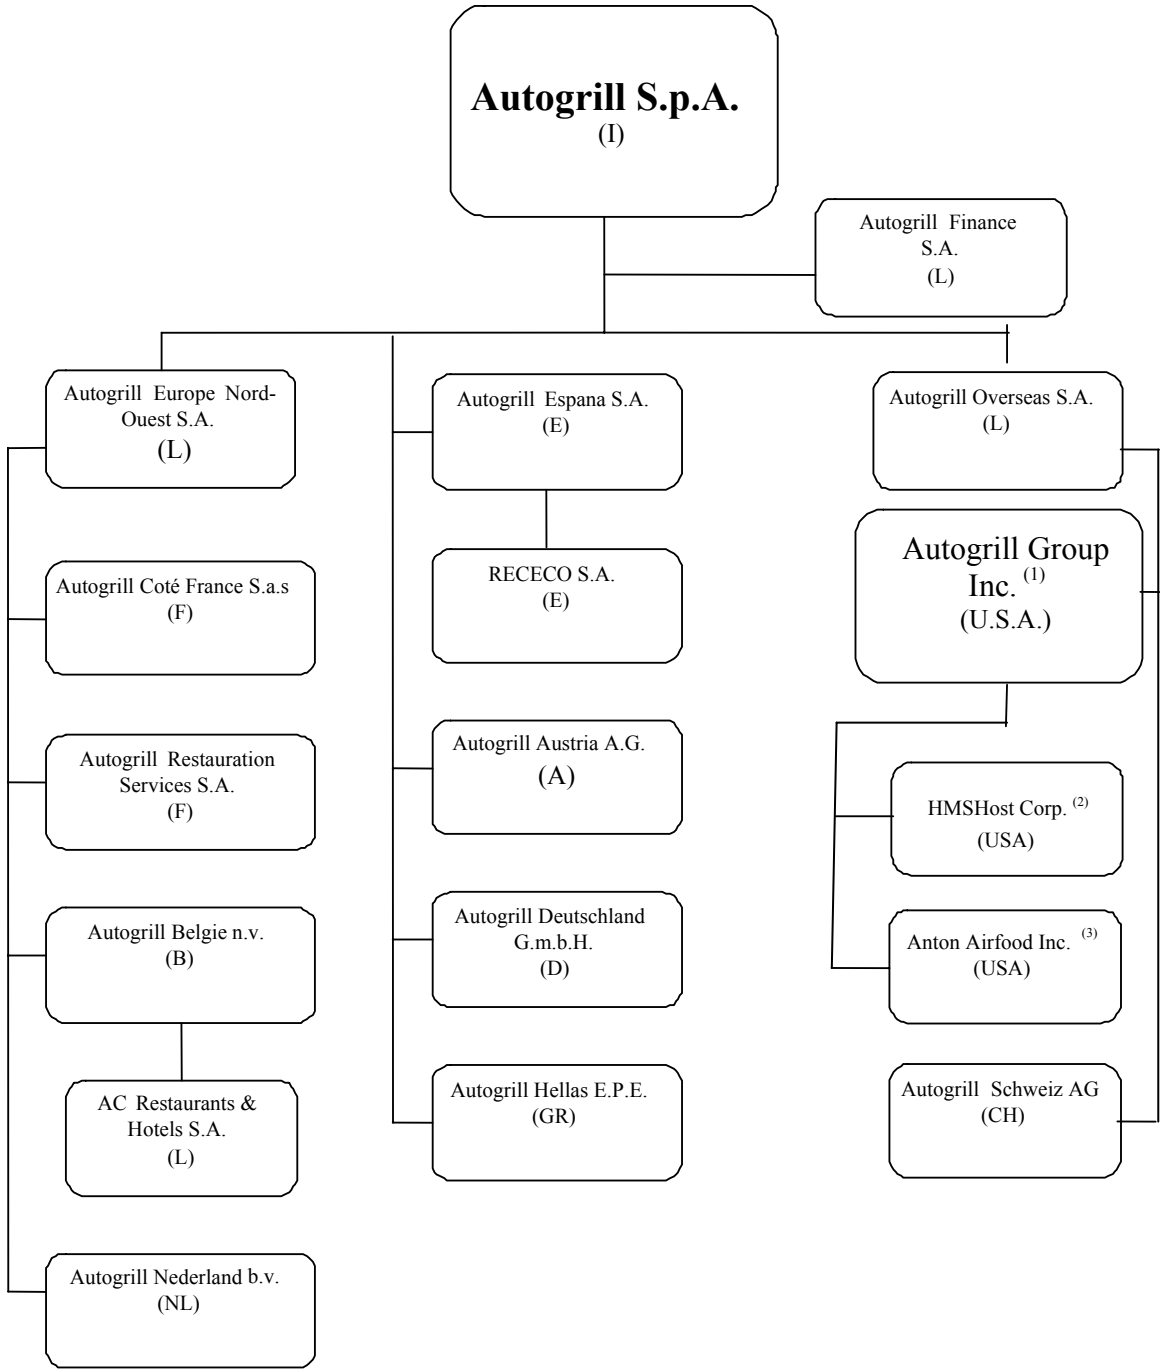 Autogrill S.p.A.
(I)
Autogrill Finance
S.A.
(L)
Autogrill Europe Nord-
Ouest S.A.
(L)
Autogrill Espana S.A.
(E)
Autogrill Overseas S.A.
(L)
Autogrill Group
Inc. (1)
(U.S.A.)
Autogrill Coté France S.a.s
(F)
RECECO S.A.
(E)
Autogrill Restauration
Services S.A.
(F)
Autogrill Austria A.G.
(A)
HMSHost Corp. (2)
(USA)
Autogrill Belgie n.v.
(B)
Autogrill Deutschland
G.m.b.H.
(D)
Anton Airfood Inc. (3)
(USA)
AC Restaurants &
Hotels S.A.
(L)
Autogrill Hellas E.P.E.
(GR)
Autogrill Schweiz AG
(CH)
Autogrill Nederland b.v.
(NL)